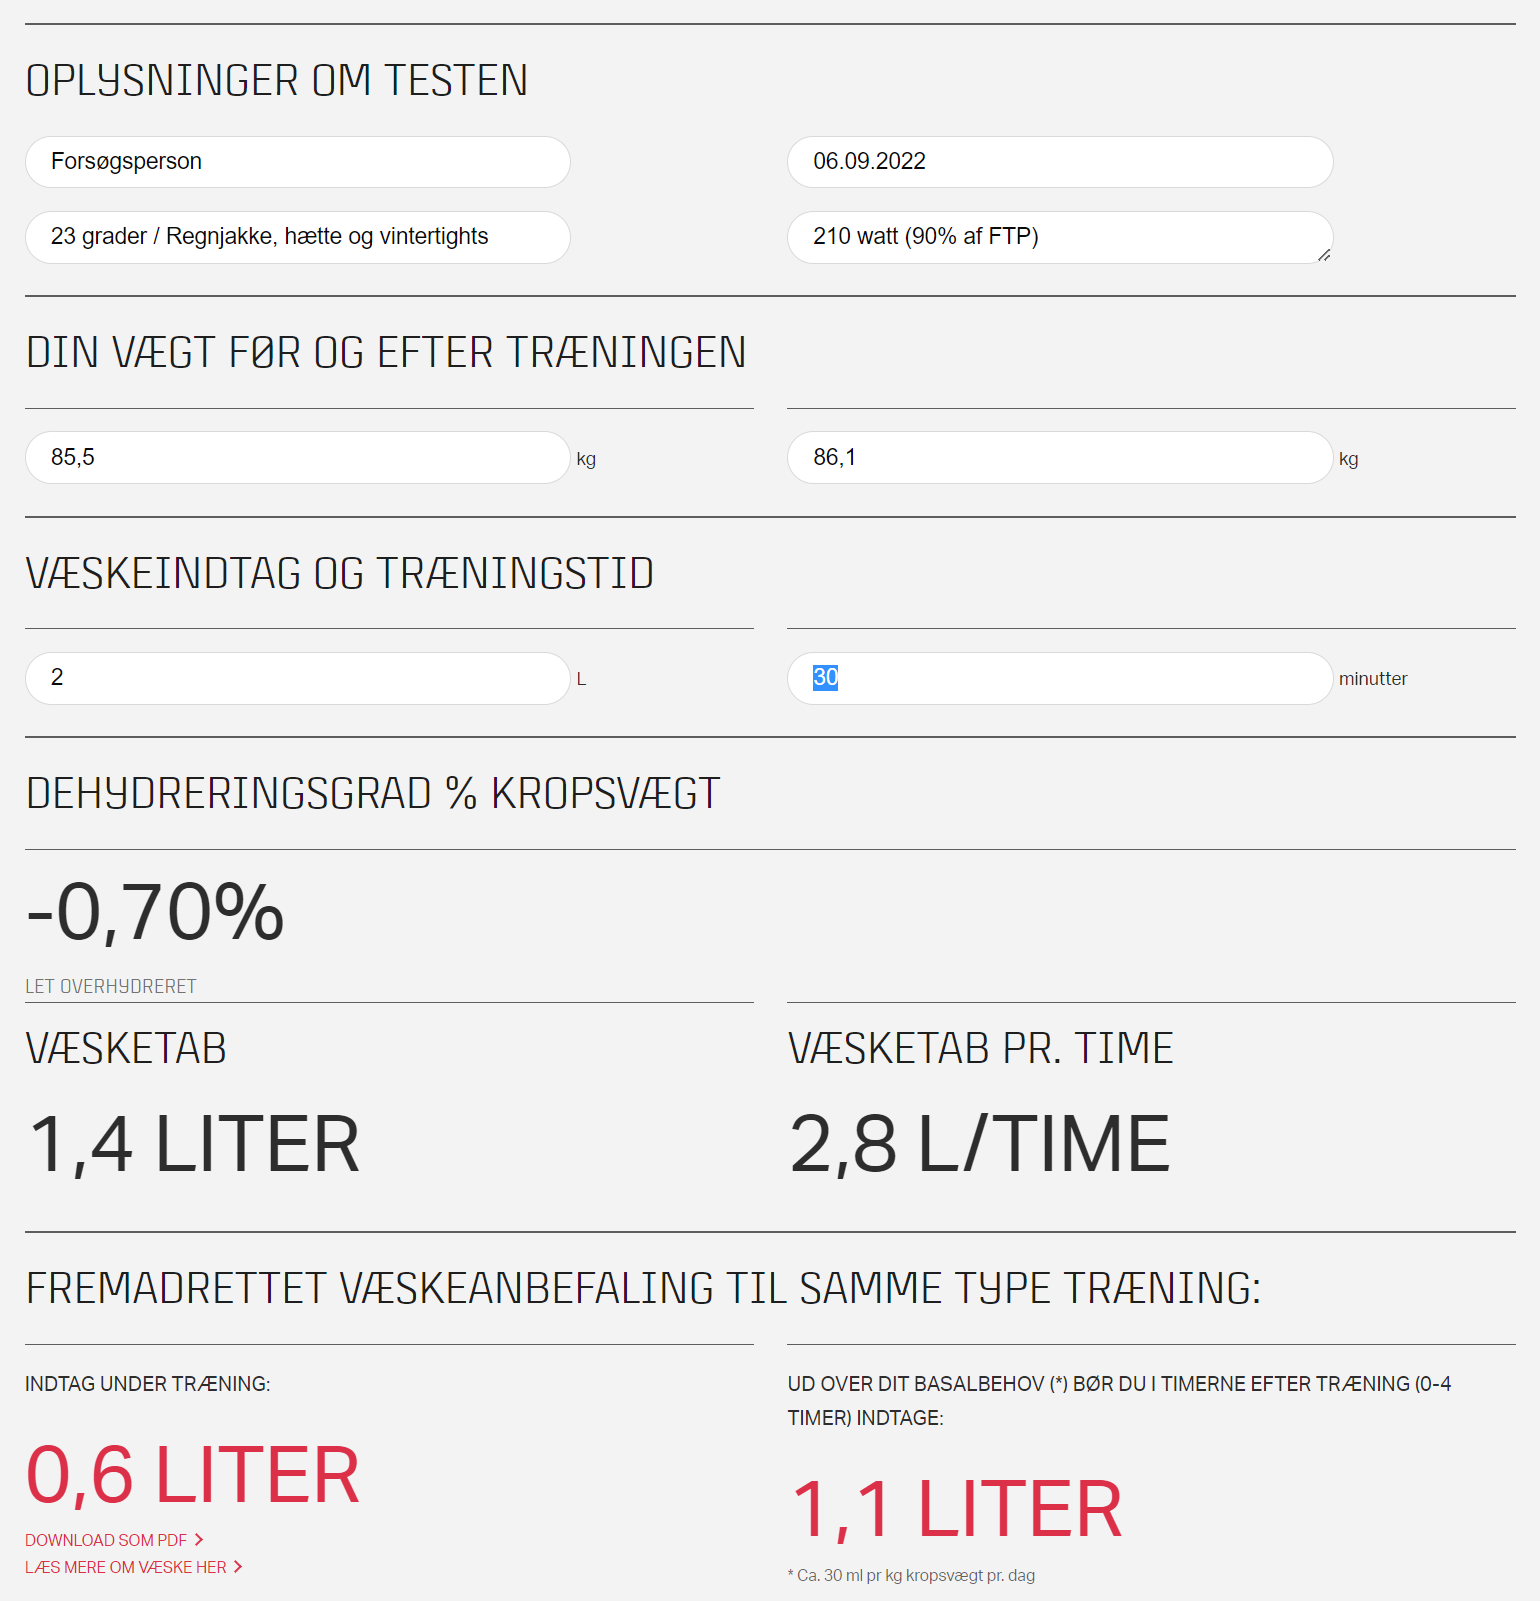 OPLYSNINGER OM TESTEN
Forsøgsperson
06.09.2022
23 grader / Regnjakke, hætte og vintertights
210 watt (90% af FTP)
DIN VÆGT FØR OG EFTER TRÆNINGEN
85,5 kg
86,1 kg
VÆSKEINDTAG OG TRÆNINGSTID
2 L
30 minutter
DEHYDRERINGSGRAD % KROPSVÆGT
-0,70%
LET OVERHYDRERET
VÆSKETAB
1,4 LITER
VÆSKETAB PR. TIME
2,8 L/TIME
FREMADRETTET VÆSKEANBEFALING TIL SAMME TYPE TRÆNING:
INDTAG UNDER TRÆNING:
0,6 LITER
DOWNLOAD SOM PDF
LÆS MERE OM VÆSKE HER
UD OVER DIT BASALBEHOV (*) BØR DU I TIMERNE EFTER TRÆNING (0-4
TIMER) INDTAGE:
1,1 LITER
* Ca. 30 ml pr kg kropsvægt pr. dag